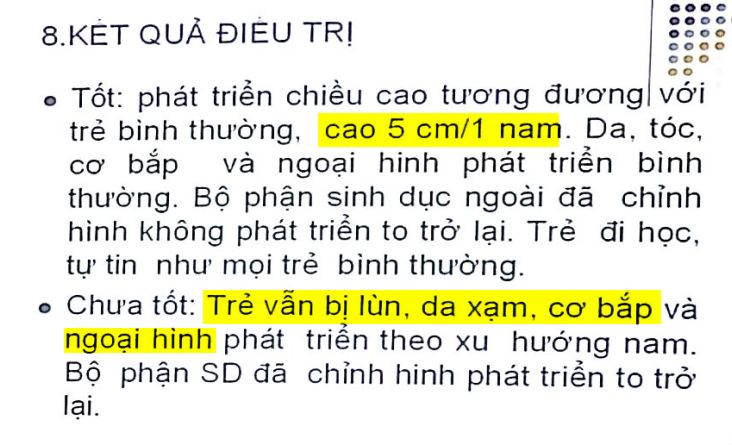 8.KẾT QUẢ ĐIỀU TRỊ
Tốt: phát triển chiều cao tương đương với
trẻ bình thường, cao 5 cm/1 nam. Da, tóc,
cơ bắp và ngoại hinh phát triển bình
thường. Bộ phận sinh dục ngoài đã chỉnh
hình không phát triển to trở lại. Trẻ đi học,
tự tin như mọi trẻ bình thường.
Chưa tốt: Trẻ vẫn bị lùn, da xạm, cơ bắp và
ngoại hình phát triển theo xu hướng nam.
Bộ phận SD đã chỉnh hinh phát triển to trở
lại.